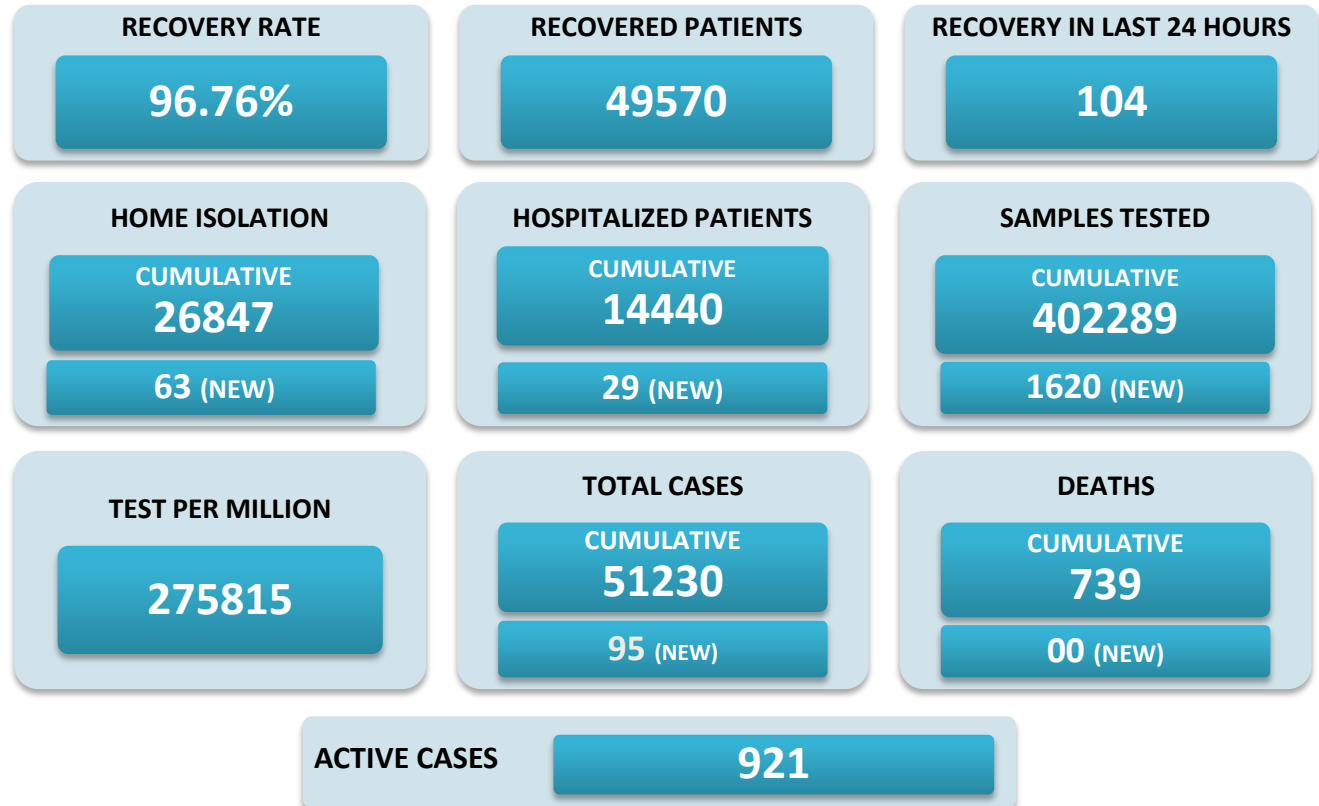 RECOVERY RATE
96.76%
RECOVERED PATIENTS
49570
RECOVERY IN LAST 24 HOURS
104
HOME ISOLATION
CUMULATIVE
26847
63 (NEW)
HOSPITALIZED PATIENTS
CUMULATIVE
14440
29 (NEW)
SAMPLES TESTED
CUMULATIVE
402289
1620 (NEW)
TEST PER MILLION
275815
TOTAL CASES
CUMULATIVE
51230
95 (NEW)
DEATHS
CUMULATIVE
739
00 (NEW)
ACTIVE CASES
921